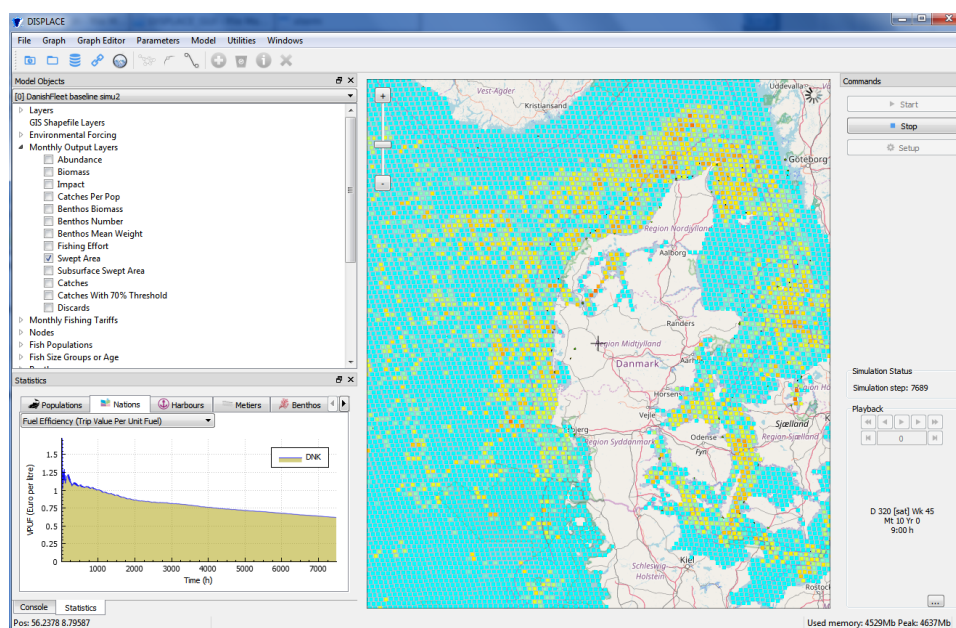 DISPLACE
File Graph Graph Editor Parameters Model Utilities Windows
Model Objects
[0] DanishFleet baseline simu2
Layers
GIS Shapefile Layers
Environmental Forcing
Monthly Output Layers
Abundance
Biomass
Impact
Catches Per Pop
Benthos Biomass
Benthos Number
Benthos Mean Weight
Fishing Effort
Swept Area
Subsurface Swept Area
Catches
Catches With 70% Threshold
Discards
Monthly Fishing Tariffs
Nodes
Fish Populations
Fish Size Groups or Age
Statistics
Populations Nations Harbours Metiers Benthos
Fuel Efficiency (Trip Value Per Unit Fuel)
DNK
VPUF (Euro per litre)
1.5
1.25
1
0.75
0.5
0.25
0
1000 2000 3000 4000 5000 6000 7000
Time (h)
Console Statistics
Pos: 56.2378 8.79587
+
-
Vest-Agder
Kristiansand
Uddevalla
Göteborg
Region Nordjylland
Aalborg
Randers
Region Midtjylland
Danmark
Aarhu
Horsens
Vejle
Region Syddanmark
Odense
Fyn
Sjælland
Region Sjælland
Kiel
Schleswig
Holstein
Rostock
Commands
Start
Stop
Setup
Simulation Status
Simulation step: 7689
Playback
0
D 320 [sat] Wk 45
Mt 10 Yr 0
9:00 h
...
Used memory: 4529Mb Peak: 4637Mb